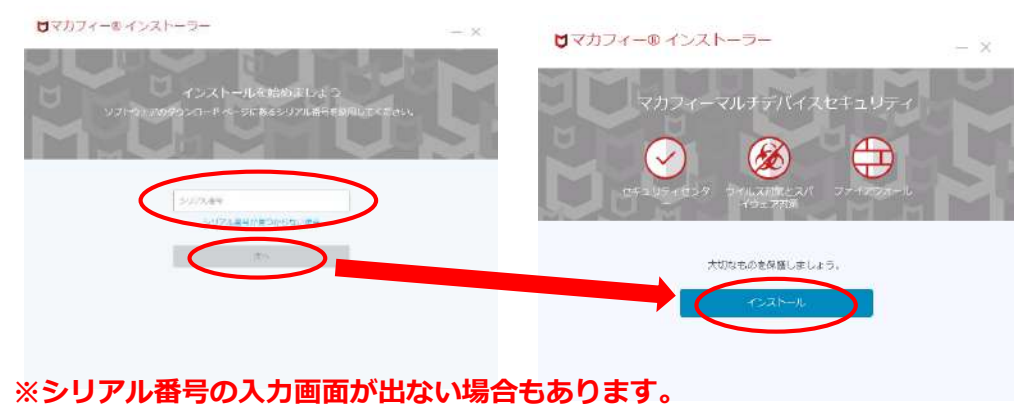 マカフィー® インストーラー
インストールを始めましょう
ソフトウェアのダウンロード ページにあるシリアル番号を使用してください。
シリアル番号
シリアル番号が見つからない場合
次へ
マカフィー® インストーラー
マカフィーマルチデバイスセキュリティ
セキュリティセンター
ウイルス対策とスパイウェア対策
ファイアウォール
大切なものを保護しましょう。
インストール
※シリアル番号の入力画面が出ない場合もあります。